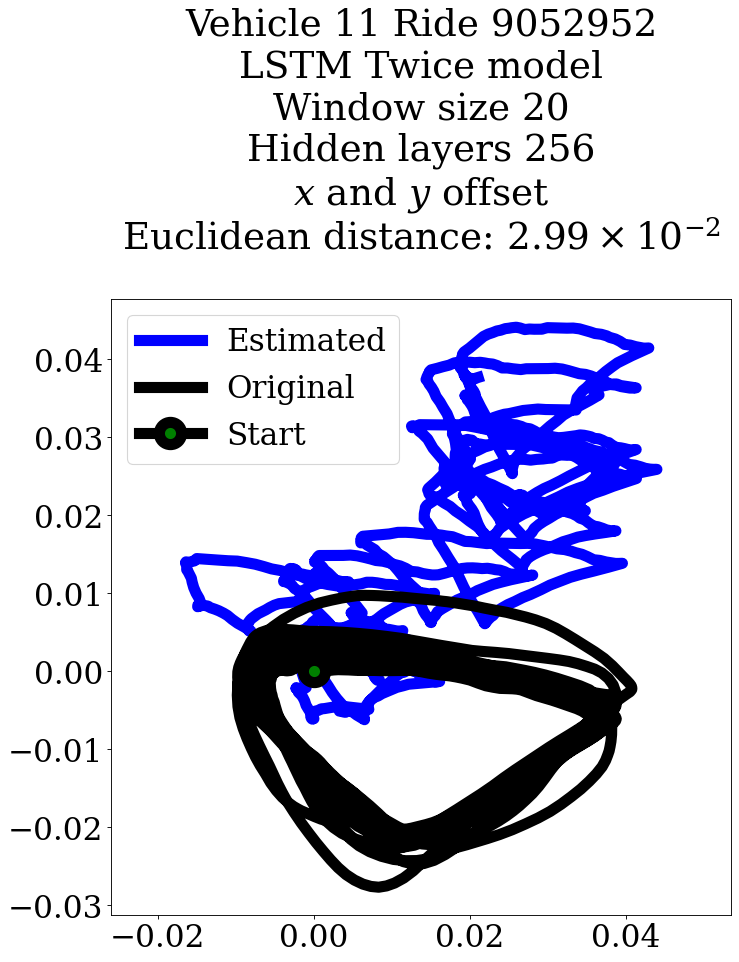 Vehicle 11 Ride 9052952
LSTM Twice model
Window size 20
Hidden layers 256
x and y offset
Euclidean distance: 2.99 × 10⁻²
Estimated
Original
Start
0.04
0.03
0.02
0.01
0.00
−0.01
−0.02
−0.03
−0.02 0.00 0.02 0.04